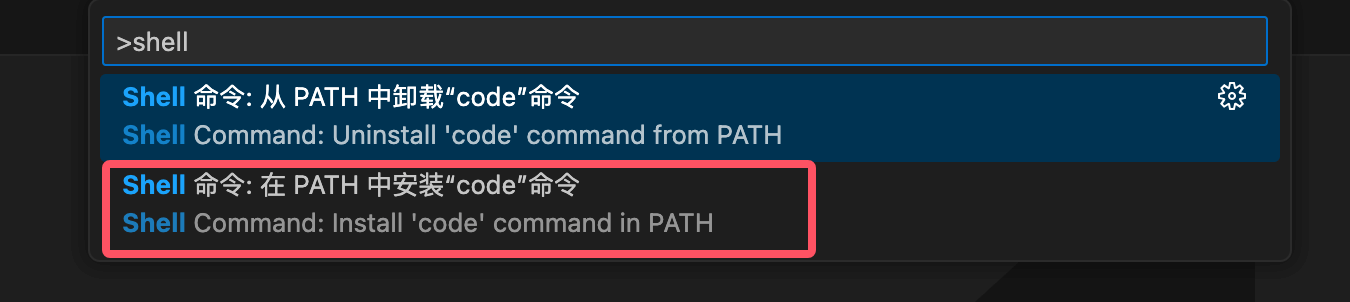 >shell
Shell 命令: 从 PATH 中卸载“code”命令
Shell Command: Uninstall 'code' command from PATH
Shell 命令: 在 PATH 中安装“code”命令
Shell Command: Install 'code' command in PATH